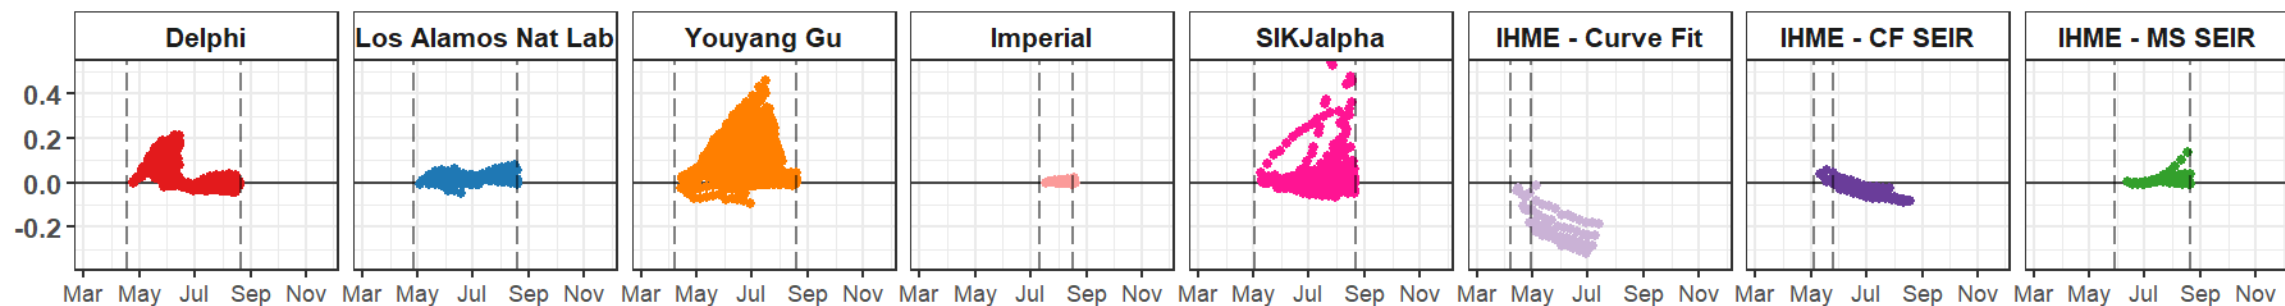 Delphi
Los Alamos Nat Lab
Youyang Gu
Imperial
SIKJalpha
IHME - Curve Fit
IHME - CF SEIR
IHME - MS SEIR
0.4
0.2
0.0
-0.2
Mar May Jul Sep Nov
Mar May Jul Sep Nov
Mar May Jul Sep Nov
Mar May Jul Sep Nov
Mar May Jul Sep Nov
Mar May Jul Sep Nov
Mar May Jul Sep Nov
Mar May Jul Sep Nov